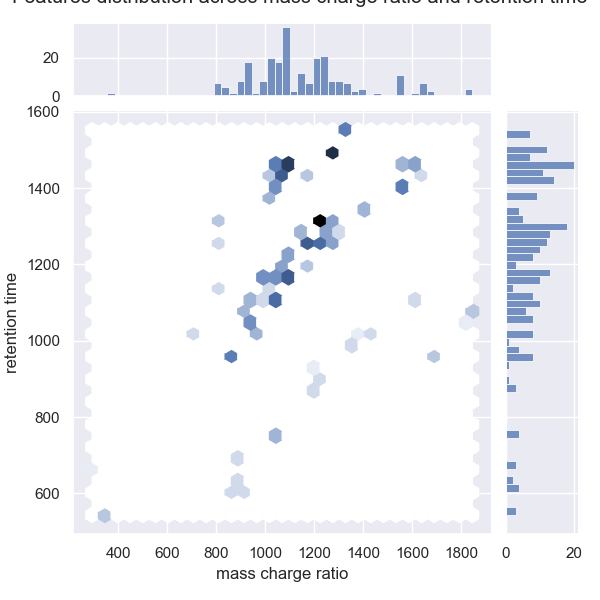 Features distribution across mass charge ratio and retention time
20
0
1600
1400
1200
1000
800
600
retention time
400 600 800 1000 1200 1400 1600 1800
0 20
mass charge ratio